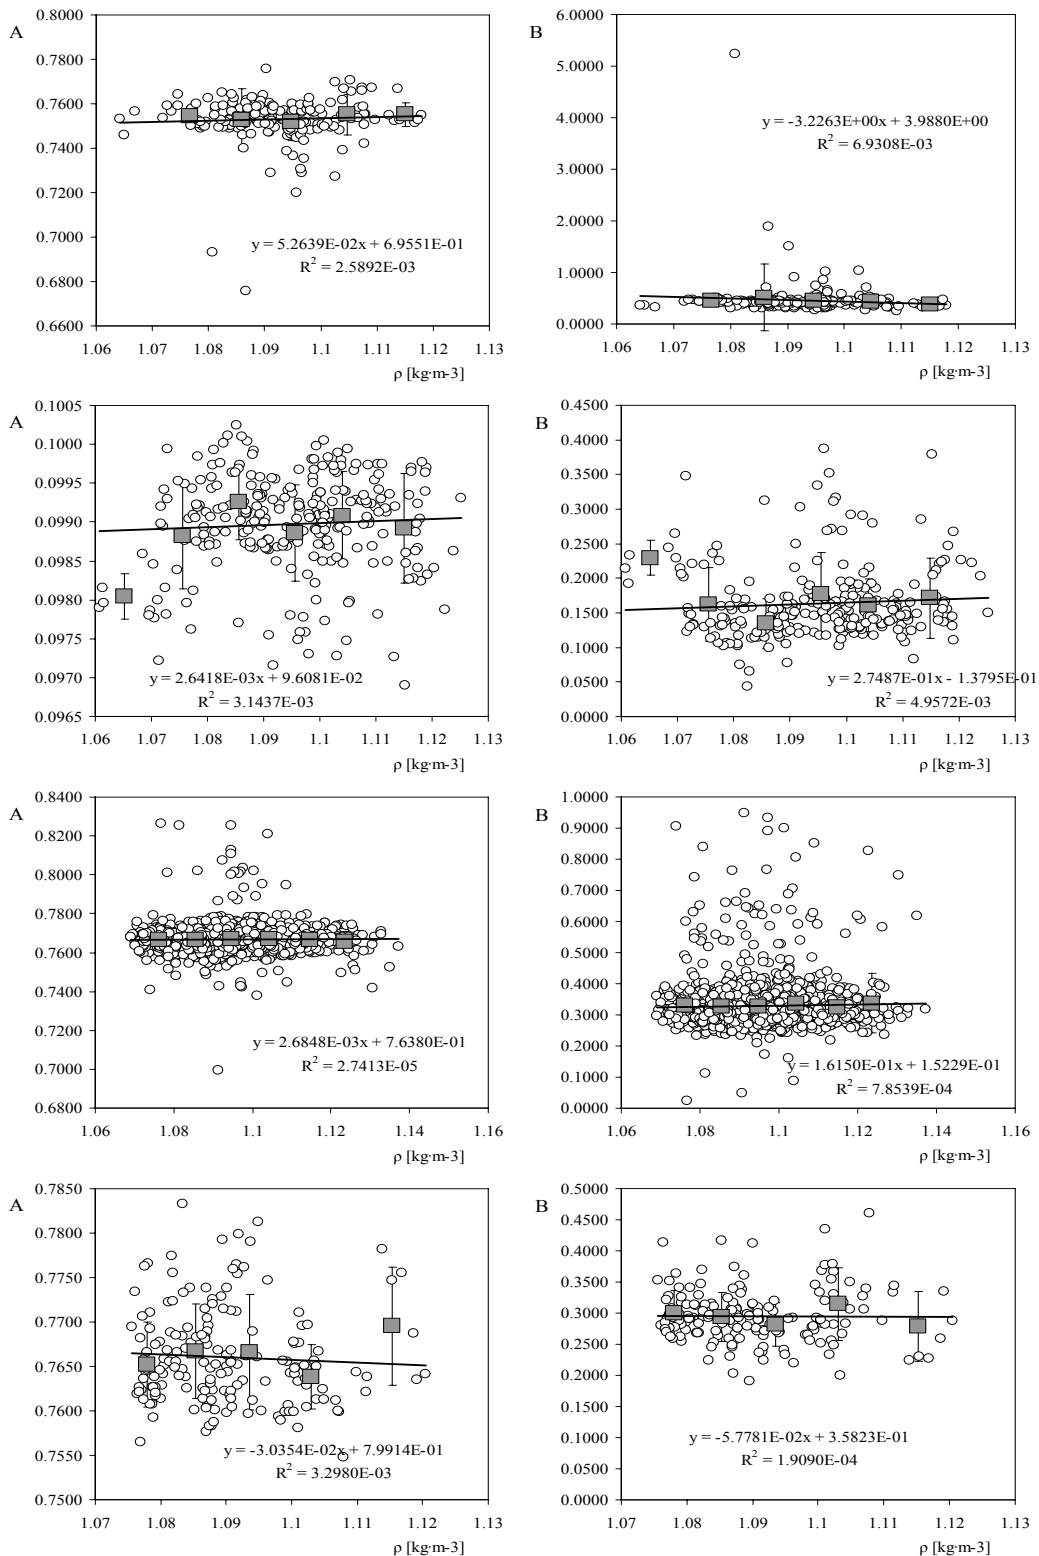 A
0.8000
0.7800
0.7600
0.7400
0.7200
0.7000
0.6800
0.6600
y = 5.2639E-02x + 6.9551E-01
R2 = 2.5892E-03
1.06 1.07 1.08 1.09 1.1 1.11 1.12 1.13
ρ [kg·m-3]
B
6.0000
5.0000
4.0000
3.0000
2.0000
1.0000
0.0000
y = -3.2263E+00x + 3.9880E+00
R2 = 6.9308E-03
1.06 1.07 1.08 1.09 1.1 1.11 1.12 1.13
ρ [kg·m-3]
A
0.1005
0.1000
0.0995
0.0990
0.0985
0.0980
0.0975
0.0970
0.0965
y = 2.6418E-03x + 9.6081E-02
R2 = 3.1437E-03
1.06 1.07 1.08 1.09 1.1 1.11 1.12 1.13
ρ [kg·m-3]
B
0.4500
0.4000
0.3500
0.3000
0.2500
0.2000
0.1500
0.1000
0.0500
0.0000
y = 2.7487E-01x - 1.3795E-01
R2 = 4.9572E-03
1.06 1.07 1.08 1.09 1.1 1.11 1.12 1.13
ρ [kg·m-3]
A
0.8400
0.8200
0.8000
0.7800
0.7600
0.7400
0.7200
0.7000
0.6800
y = 2.6848E-03x + 7.6380E-01
R2 = 2.7413E-05
1.06 1.08 1.1 1.12 1.14 1.16
ρ [kg·m-3]
B
1.0000
0.9000
0.8000
0.7000
0.6000
0.5000
0.4000
0.3000
0.2000
0.1000
0.0000
y = 1.6150E-01x + 1.5229E-01
R2 = 7.8539E-04
1.06 1.08 1.1 1.12 1.14 1.16
ρ [kg·m-3]
A
0.7850
0.7800
0.7750
0.7700
0.7650
0.7600
0.7550
0.7500
y = -3.0354E-02x + 7.9914E-01
R2 = 3.2980E-03
1.07 1.08 1.09 1.1 1.11 1.12 1.13
ρ [kg·m-3]
B
0.5000
0.4500
0.4000
0.3500
0.3000
0.2500
0.2000
0.1500
0.1000
0.0500
0.0000
y = -5.7781E-02x + 3.5823E-01
R2 = 1.9090E-04
1.07 1.08 1.09 1.1 1.11 1.12 1.13
ρ [kg·m-3]